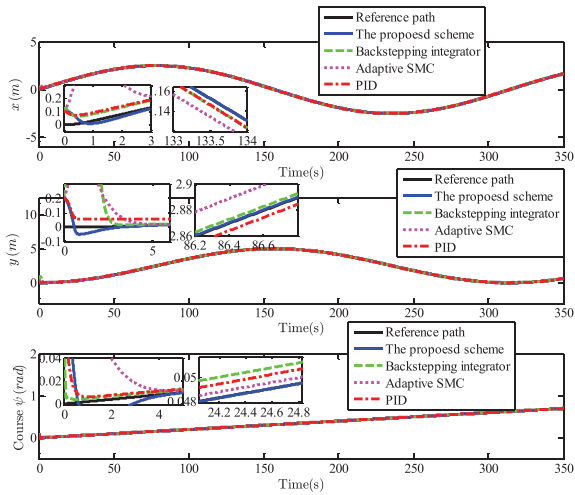 Reference path
The propoesd scheme
Backstepping integrator
Adaptive SMC
PID
5
0
-5
x (m)
0.2
0.1
0
0 1 2 3
.16
.14
133 133.5 134
0 50 100 150 200 250 300 350
Time(s)
Reference path
The propoesd scheme
Backstepping integrator
Adaptive SMC
PID
10
5
0
y (m)
0.2
0.1
0
-0.1
0 5
2.9
2.88
2.86
86.2 86.4 86.6
0 50 100 150 200 250 300 350
Time(s)
Reference path
The propoesd scheme
Backstepping integrator
Adaptive SMC
PID
2
1
0
Course ψ (rad)
0.04
0.02
0
0 2 4
0.05
24.2 24.4 24.6 24.8
0 50 100 150 200 250 300 350
Time(s)